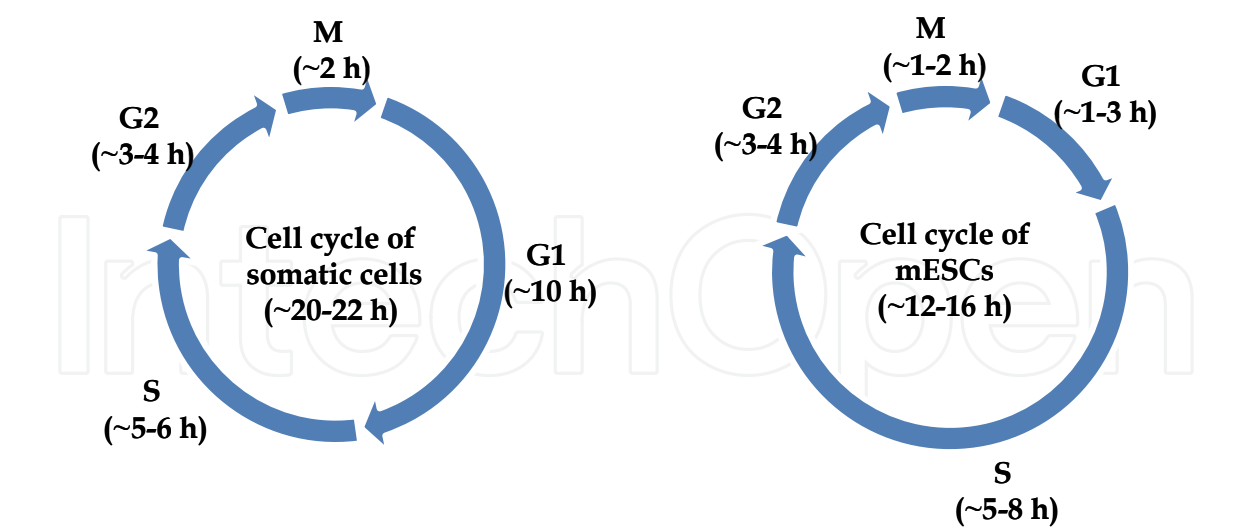 M
(~2 h)
G2
(~3-4 h)
Cell cycle of
somatic cells
(~20-22 h)
G1
(~10 h)
S
(~5-6 h)
M
(~1-2 h)
G1
(~1-3 h)
G2
(~3-4 h)
Cell cycle of
mESCs
(~12-16 h)
S
(~5-8 h)
IntechOpen